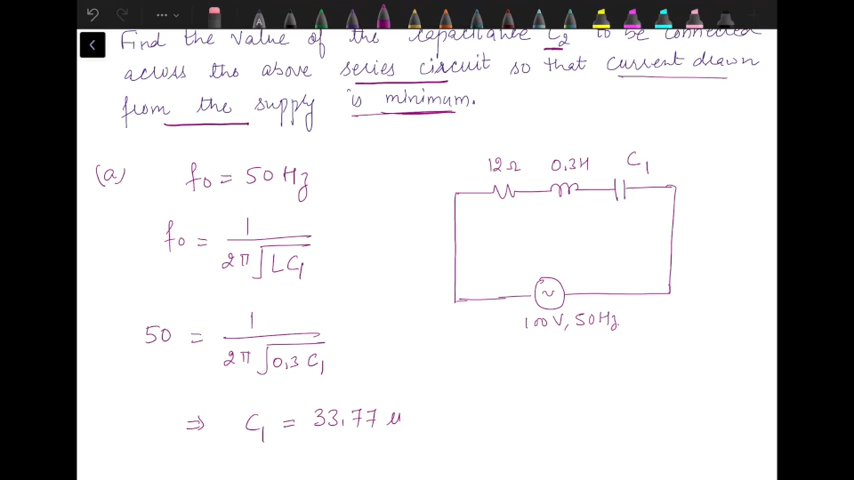 Find the value of the capacitance C2 to be connected
across the above series circuit so that current drawn
from the supply is minimum.
(a) f0 = 50 Hz
12Ω 0.3H C1
f0 = 1 / 2π√LC1
50 = 1 / 2π√0.3 C1
100 V, 50Hz
⇒ C1 = 33.77 μ